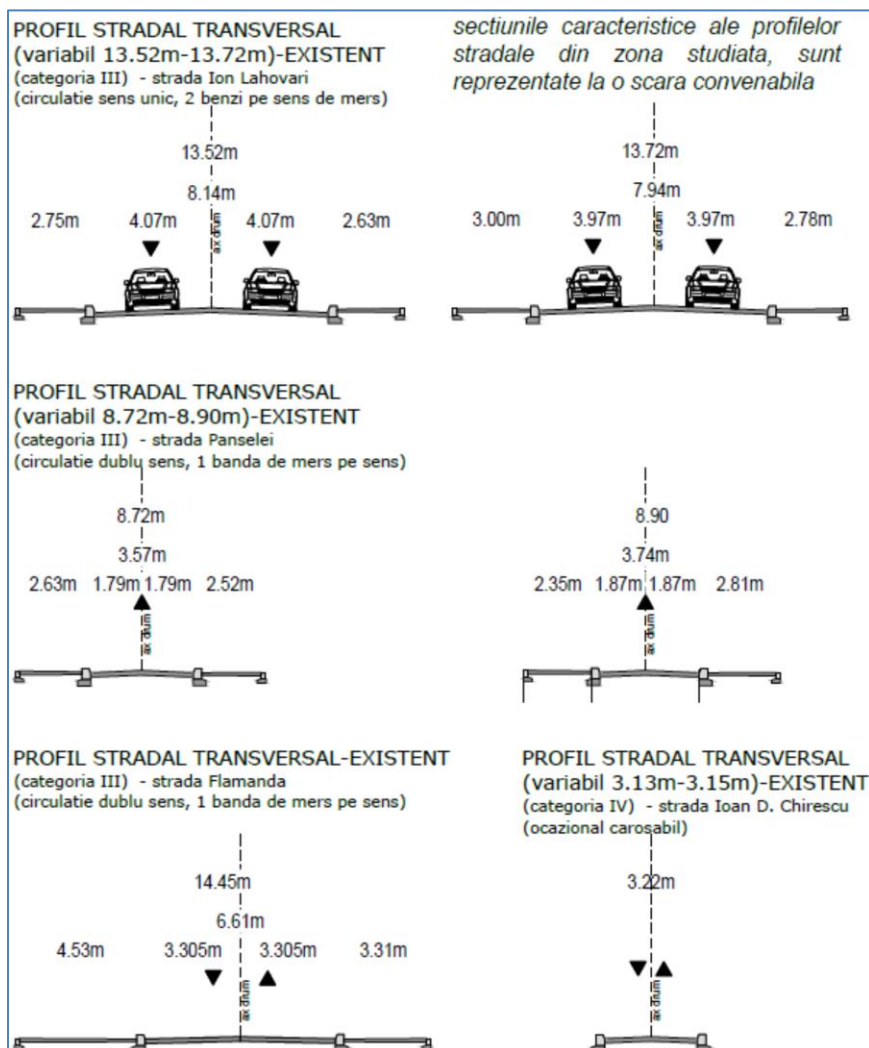 PROFIL STRADAL TRANSVERSAL
(variabil 13.52m-13.72m)-EXISTENT
(categoria III) - strada Ion Lahovari
(circulatie sens unic, 2 benzi pe sens de mers)
sectiunile caracteristice ale profilelor
stradale din zona studiata, sunt
reprezentate la o scara convenabila
13.52m
8.14m
2.75m 4.07m 4.07m 2.63m
ax drum
13.72m
7.94m
3.00m 3.97m 3.97m 2.78m
ax drum
PROFIL STRADAL TRANSVERSAL
(variabil 8.72m-8.90m)-EXISTENT
(categoria III) - strada Panselei
(circulatie dublu sens, 1 banda de mers pe sens)
8.72m
3.57m
2.63m 1.79m 1.79m 2.52m
ax drum
8.90
3.74m
2.35m 1.87m 1.87m 2.81m
ax drum
PROFIL STRADAL TRANSVERSAL-EXISTENT
(categoria III) - strada Flamanda
(circulatie dublu sens, 1 banda de mers pe sens)
14.45m
6.61m
4.53m 3.305m 3.305m 3.31m
ax drum
PROFIL STRADAL TRANSVERSAL
(variabil 3.13m-3.15m)-EXISTENT
(categoria IV) - strada Ioan D. Chirescu
(ocazional carosabil)
3.22m
ax drum